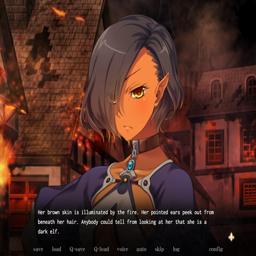 Her brown skin is illuminated by the fire. Her pointed ears peek out from
beneath her hair. Anybody could tell from looking at her that she is a
dark elf.
save load Q-save Q-load voice auto skip log config